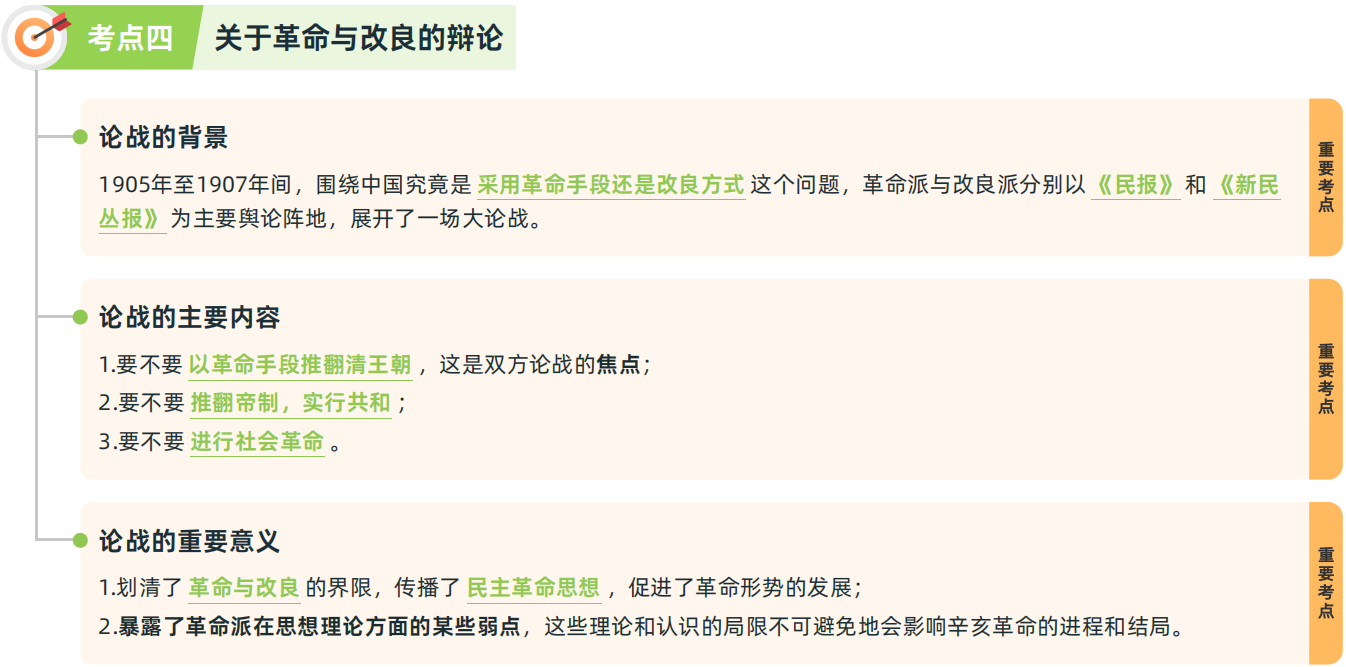 考点四 关于革命与改良的辩论
论战的背景
1905年至1907年间，围绕中国究竟是采用革命手段还是改良方式这个问题，革命派与改良派分别以《民报》和《新民
丛报》为主要舆论阵地，展开了一场大论战。
重要考点
论战的主要内容
1.要不要以革命手段推翻清王朝，这是双方论战的焦点；
2.要不要推翻帝制，实行共和；
3.要不要进行社会革命。
重要考点
论战的重要意义
1.划清了革命与改良的界限，传播了民主革命思想，促进了革命形势的发展；
2.暴露了革命派在思想理论方面的某些弱点，这些理论和认识的局限不可避免地会影响辛亥革命的进程和结局。
重要考点